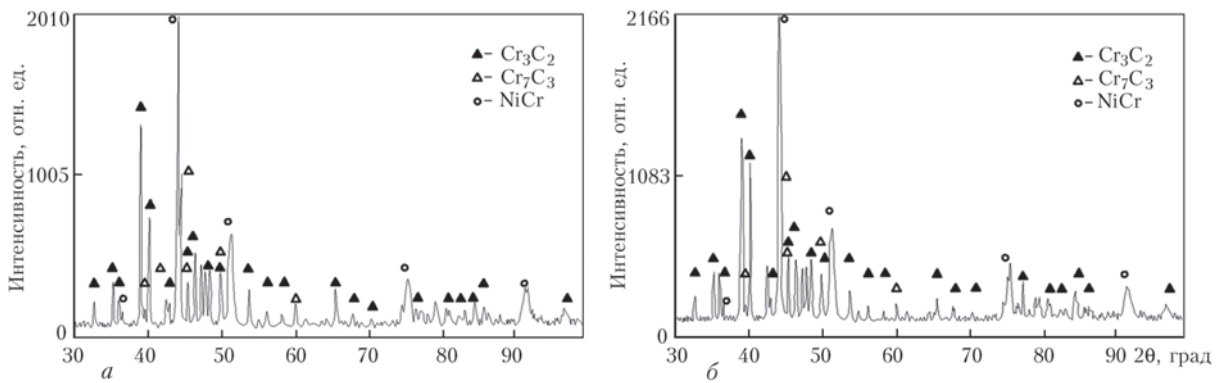 2010
1005
0
Интенсивность, отн. ед.
▲– Cr₃C₂
△– Cr₇C₃
o– NiCr
30 40 50 60 70 80 90
а
2166
1083
0
Интенсивность, отн. ед.
▲– Cr₃C₂
△– Cr₇C₃
o– NiCr
30 40 50 60 70 80 90 2θ, град
б